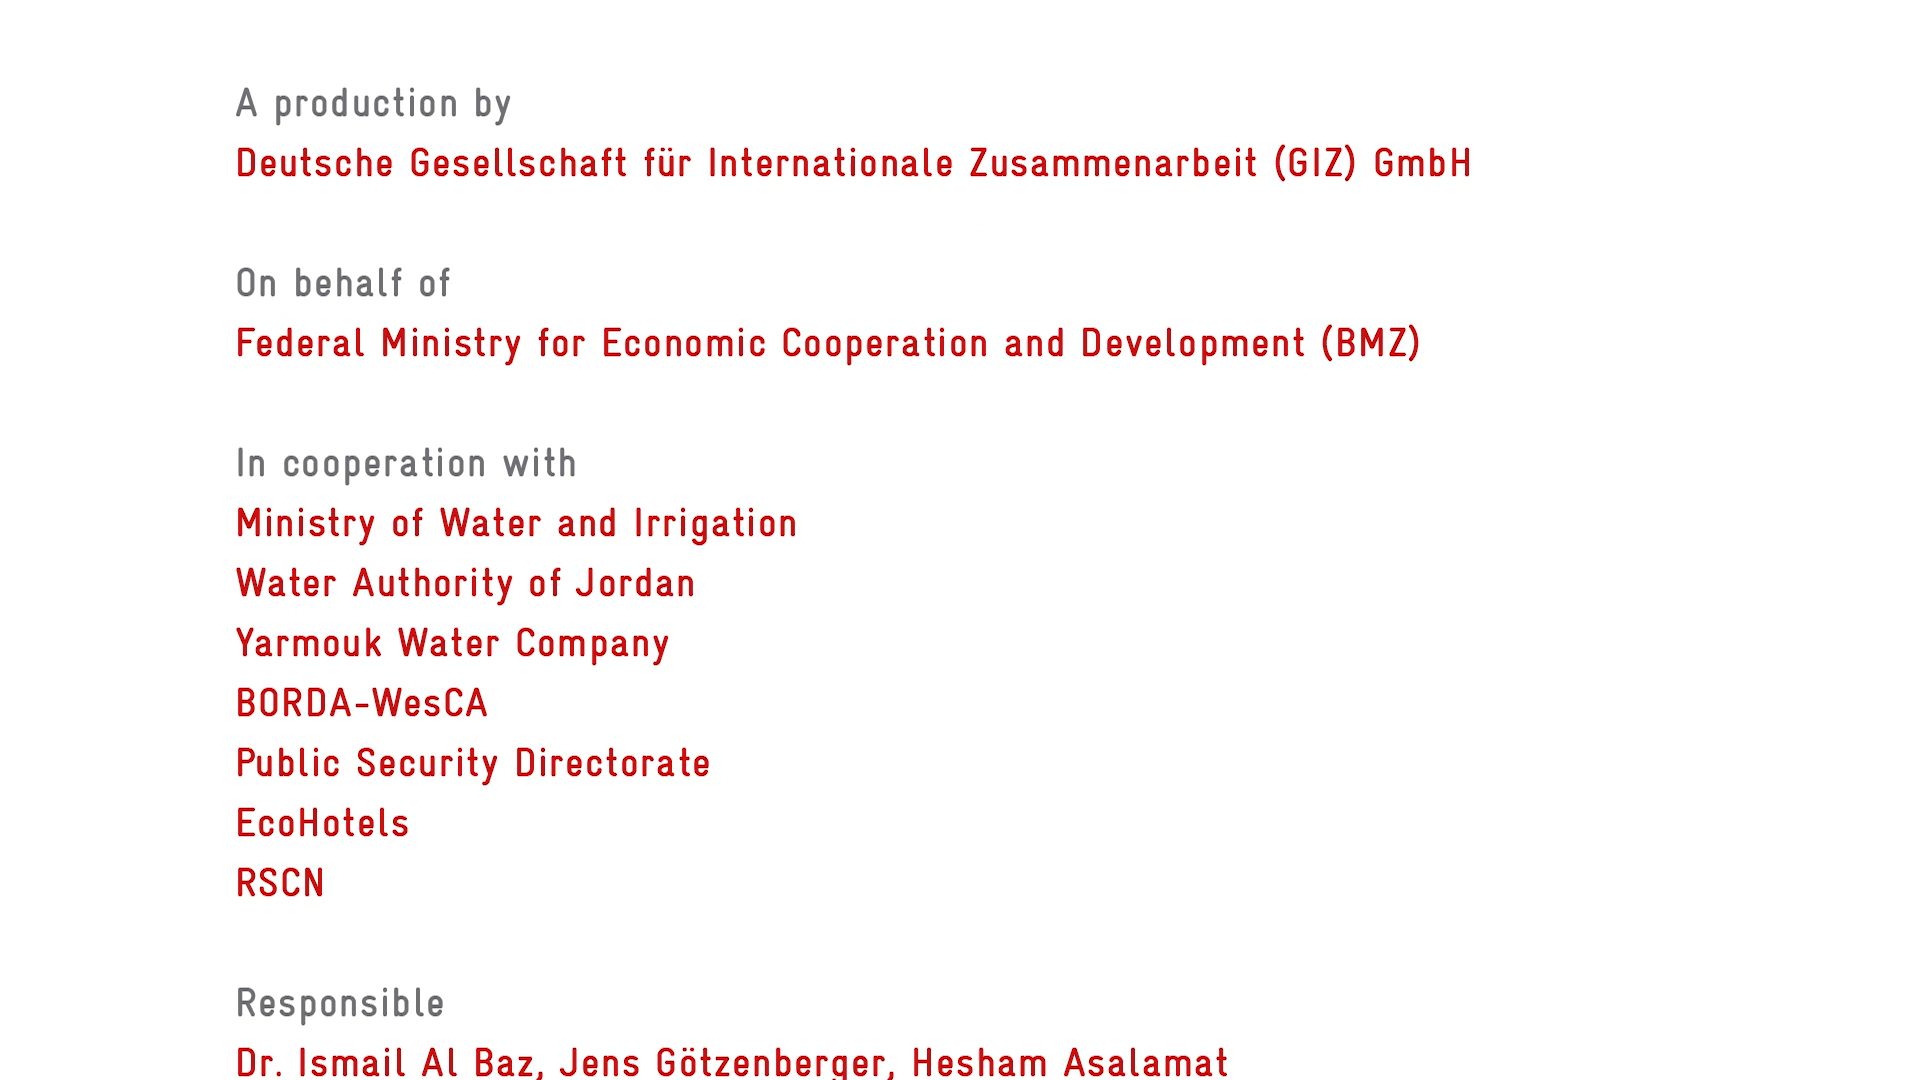 A production by
Deutsche Gesellschaft für Internationale Zusammenarbeit (GIZ) GmbH
On behalf of
Federal Ministry for Economic Cooperation and Development (BMZ)
In cooperation with
Ministry of Water and Irrigation
Water Authority of Jordan
Yarmouk Water Company
BORDA-WesCA
Public Security Directorate
EcoHotels
RSCN
Responsible
Dr. Ismail Al Baz, Jens Götzenberger, Hesham Asalamat